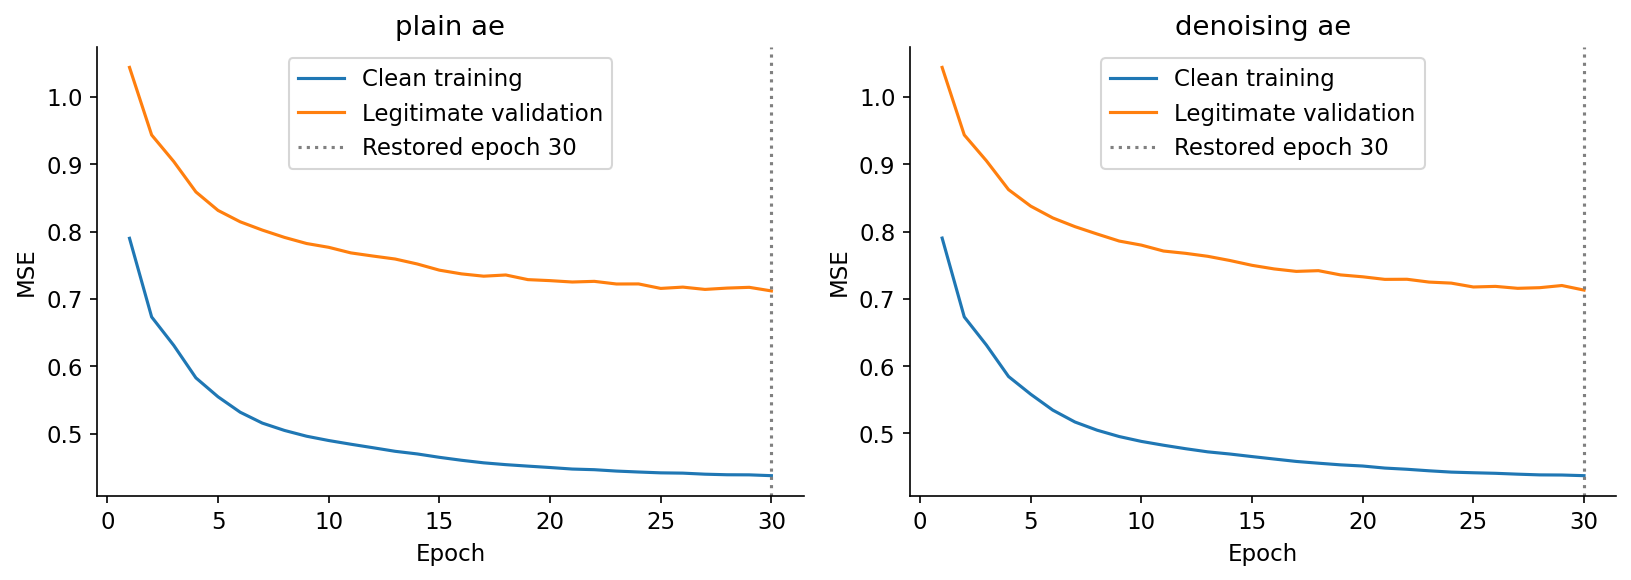 plain ae
Clean training
Legitimate validation
Restored epoch 30
MSE
1.0
0.9
0.8
0.7
0.6
0.5
0 5 10 15 20 25 30
Epoch
denoising ae
Clean training
Legitimate validation
Restored epoch 30
MSE
1.0
0.9
0.8
0.7
0.6
0.5
0 5 10 15 20 25 30
Epoch